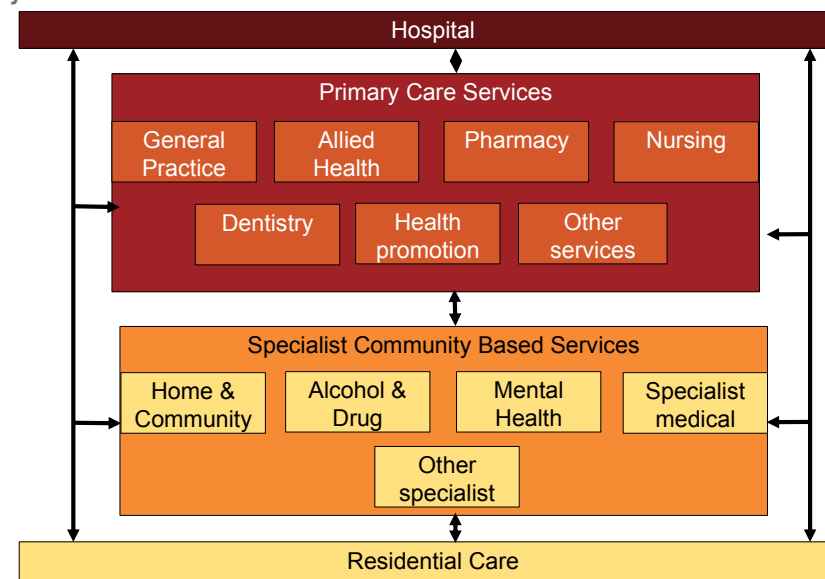 Hospital
Primary Care Services
General
Practice
Allied
Health
Pharmacy
Nursing
Dentistry
Health
promotion
Other
services
Specialist Community Based Services
Home &
Community
Alcohol &
Drug
Mental
Health
Specialist
medical
Other
specialist
Residential Care